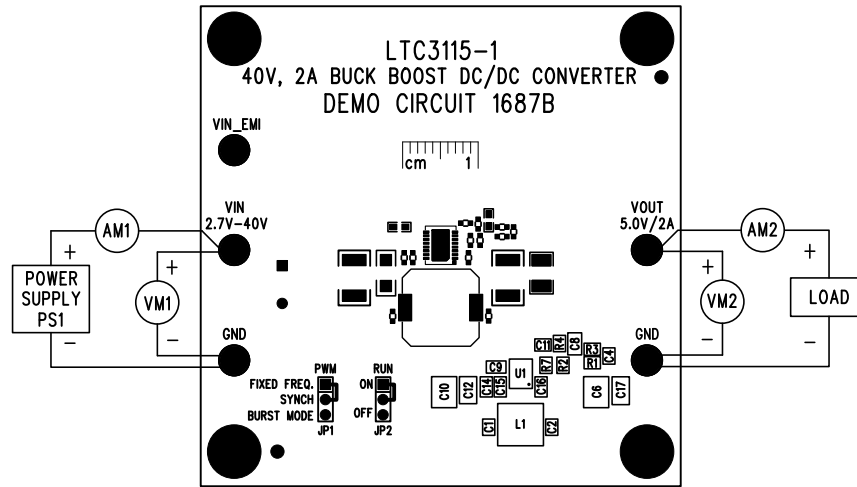 LTC3115-1
40V, 2A BUCK BOOST DC/DC CONVERTER
DEMO CIRCUIT 1687B
VIN_EMI
cm 1
VIN
2.7V-40V
VOUT
5.0V/2A
AM1
AM2
+
+
+
+
POWER
SUPPLY
PS1
VM1
VM2
LOAD
-
-
-
-
GND
GND
PWM
FIXED FREQ.
SYNCH
BURST MODE
JP1
RUN
ON
OFF
JP2
C11
R4
C8
R3
R1
C4
C9
R7
R2
U1
C10
C12
C14
C15
C16
C6
C17
C1
L1
C2